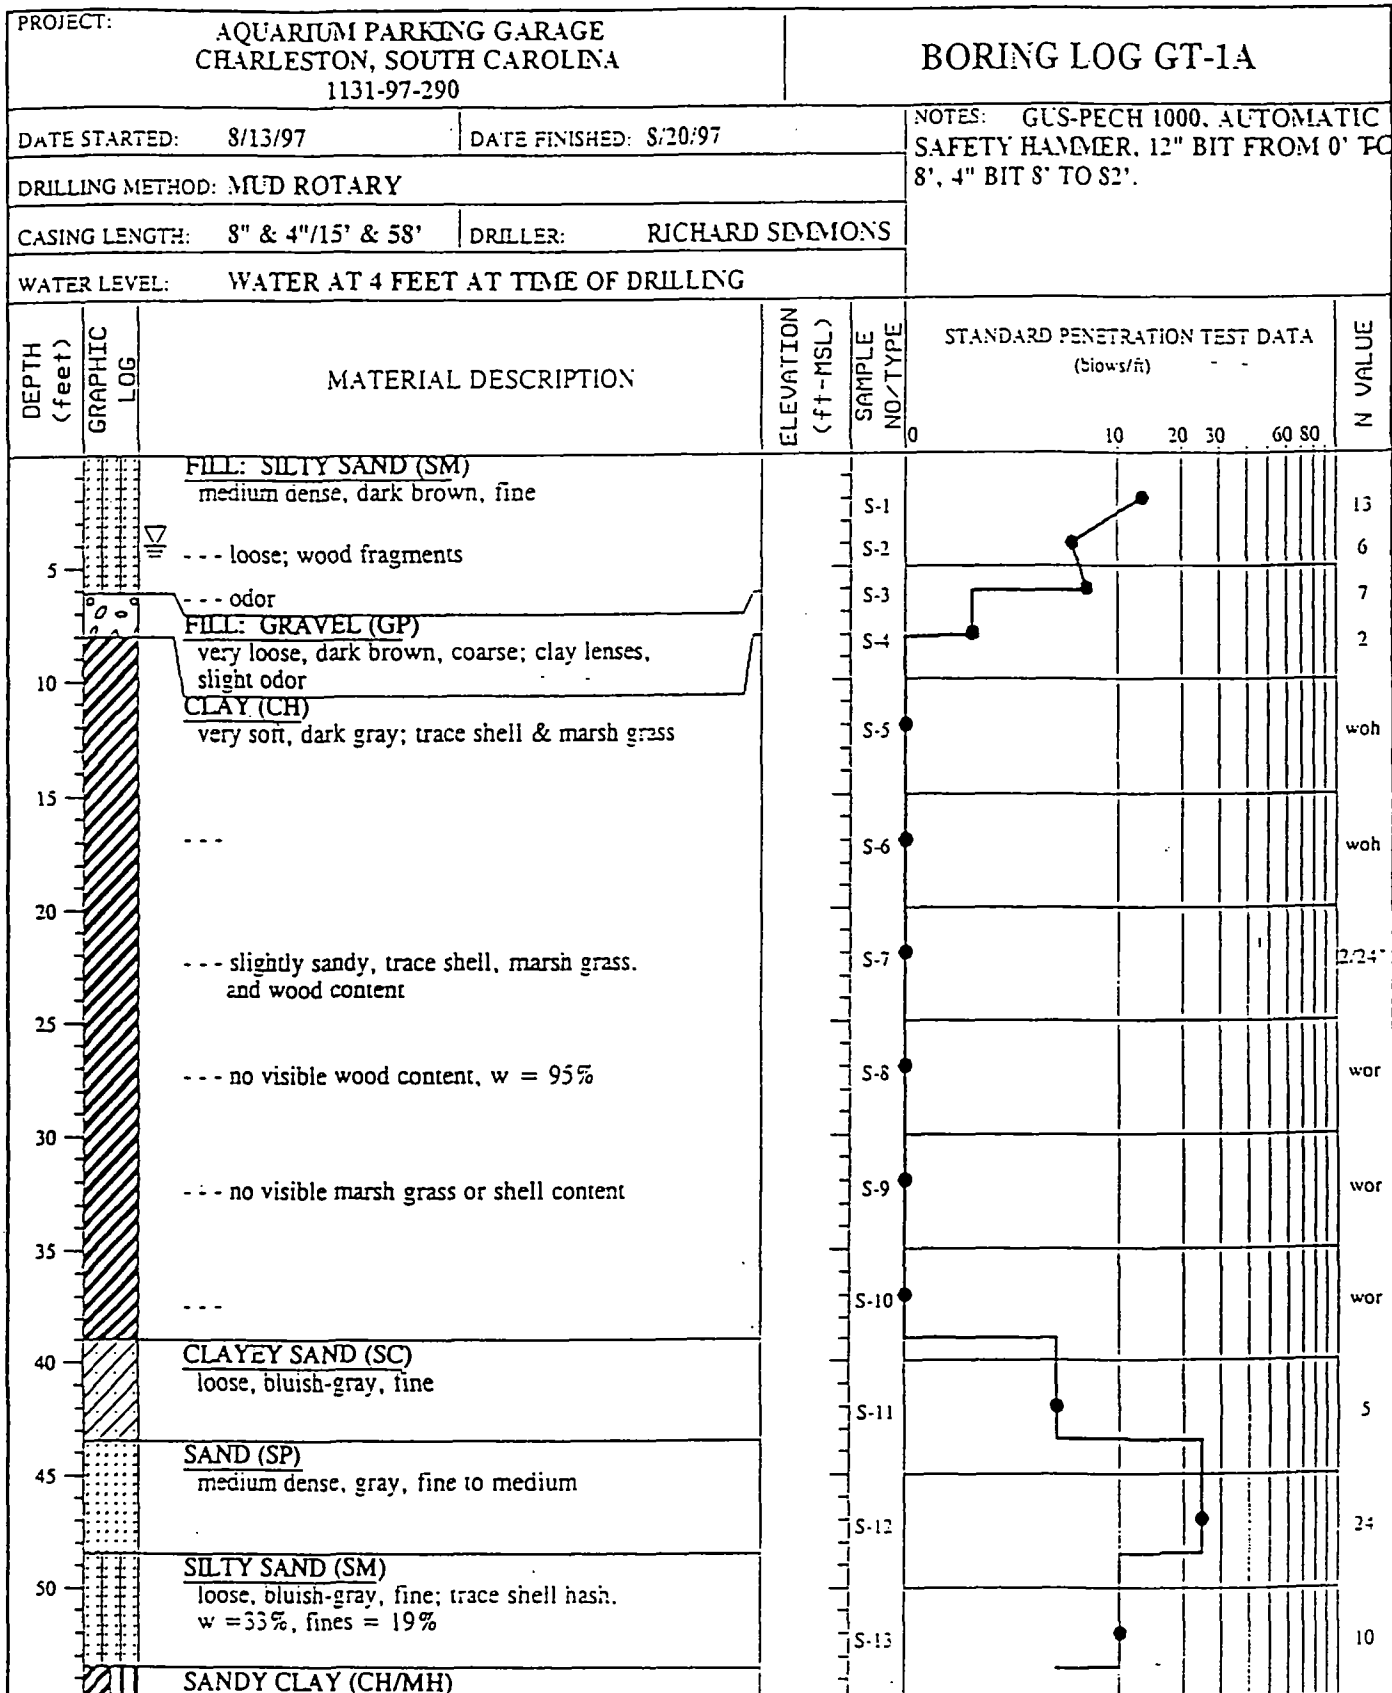 PROJECT:
AQUARIUM PARKING GARAGE
CHARLESTON, SOUTH CAROLINA
1131-97-290
BORING LOG GT-1A
DATE STARTED: 8/13/97
DATE FINISHED: 8/20/97
NOTES: GUS-PECH 1000. AUTOMATIC
SAFETY HAMMER, 12" BIT FROM 0' TO
8', 4" BIT 8' TO 82'.
DRILLING METHOD: MUD ROTARY
CASING LENGTH: 8" & 4"/15' & 58'
DRILLER: RICHARD SIMMONS
WATER LEVEL: WATER AT 4 FEET AT TIME OF DRILLING
DEPTH
(feet)
GRAPHIC
LOG
MATERIAL DESCRIPTION
ELEVATION
(ft-MSL)
SAMPLE
NO/TYPE
STANDARD PENETRATION TEST DATA
(blows/ft)
0 10 20 30 60 80
N VALUE
FILL: SILTY SAND (SM)
medium dense, dark brown, fine
S-1 13
--- loose; wood fragments
S-2 6
5
--- odor
S-3 7
FILL: GRAVEL (GP)
very loose, dark brown, coarse; clay lenses,
slight odor
S-4 2
10
CLAY (CH)
very soft, dark gray; trace shell & marsh grass
S-5 woh
15
---
S-6 woh
20
--- slightly sandy, trace shell, marsh grass.
and wood content
S-7 2/24"
25
--- no visible wood content, w = 95%
S-8 wor
30
--- no visible marsh grass or shell content
S-9 wor
35
---
S-10 wor
40
CLAYEY SAND (SC)
loose, bluish-gray, fine
S-11 5
SAND (SP)
45
medium dense, gray, fine to medium
S-12 24
SILTY SAND (SM)
50
loose, bluish-gray, fine; trace shell hash.
w =33%, fines = 19%
S-13 10
SANDY CLAY (CH/MH)